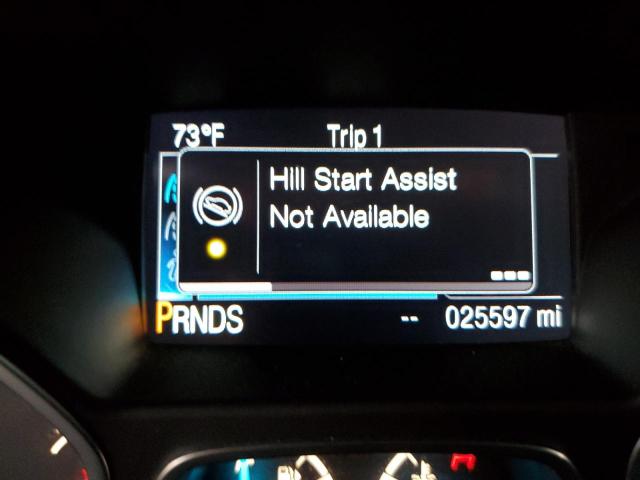 73°F Trip 1
Hill Start Assist
Not Available
PRNDS -- 025597 mi